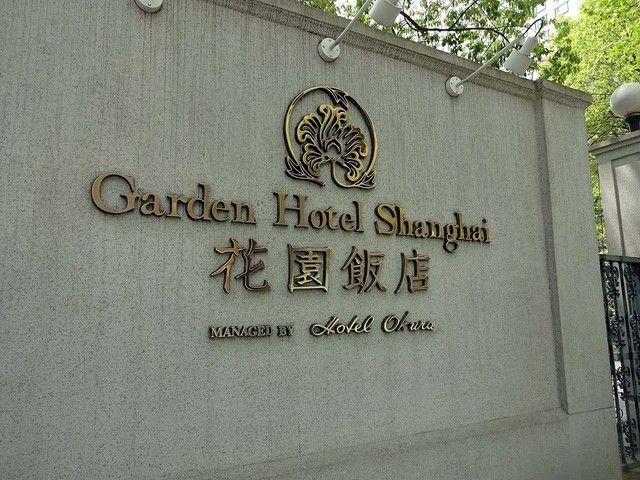 Garden Hotel Shanghai
花園飯店
MANAGED BY Hotel Okura